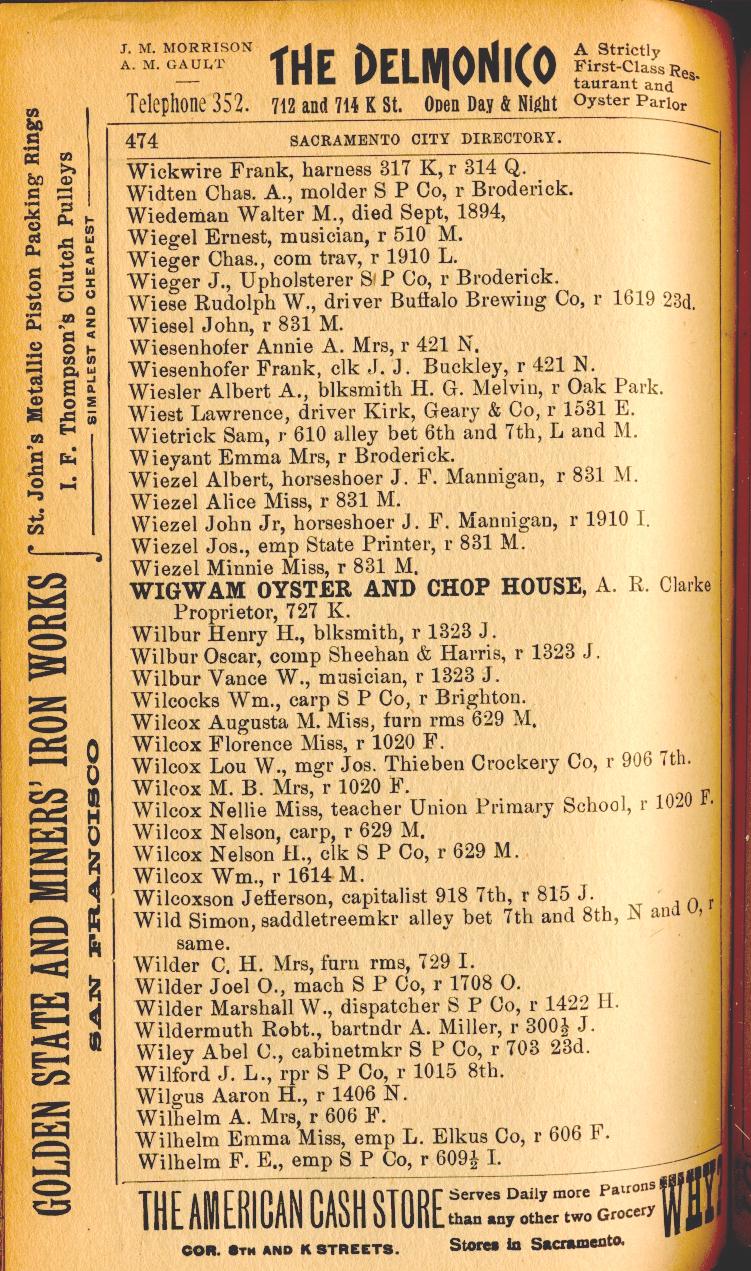 J. M. MORRISON
A. M. GAULT
THE DELMONICO
A Strictly
First-Class Res-
taurant and
Oyster Parlor
Telephone 352. 712 and 714 K St. Open Day & Night
474 SACRAMENTO CITY DIRECTORY.
Wickwire Frank, harness 317 K, r 314 Q.
Widten Chas. A., molder S P Co, r Broderick.
Wiedeman Walter M., died Sept, 1894,
Wiegel Ernest, musician, r 510 M.
Wieger Chas., com trav, r 1910 L.
Wieger J., Upholsterer S P Co, r Broderick.
Wiese Rudolph W., driver Buffalo Brewing Co, r 1619 23d.
Wiesel John, r 831 M.
Wiesenhofer Annie A. Mrs, r 421 N.
Wiesenhofer Frank, clk J. J. Buckley, r 421 N.
Wiesler Albert A., blksmith H. G. Melvin, r Oak Park.
Wiest Lawrence, driver Kirk, Geary & Co, r 1531 E.
Wietrick Sam, r 610 alley bet 6th and 7th, L and M.
Wieyant Emma Mrs, r Broderick.
Wiezel Albert, horseshoer J. F. Mannigan, r 831 M.
Wiezel Alice Miss, r 831 M.
Wiezel John Jr, horseshoer J. F. Mannigan, r 1910 I.
Wiezel Jos., emp State Printer, r 831 M.
Wiezel Minnie Miss, r 831 M.
WIGWAM OYSTER AND CHOP HOUSE, A. R. Clarke
Proprietor, 727 K.
Wilbur Henry H., blksmith, r 1323 J.
Wilbur Oscar, comp Sheehan & Harris, r 1323 J.
Wilbur Vance W., musician, r 1323 J.
Wilcocks Wm., carp S P Co, r Brighton.
Wilcox Augusta M. Miss, furn rms 629 M.
Wilcox Florence Miss, r 1020 F.
Wilcox Lou W., mgr Jos. Thieben Crockery Co, r 906 7th.
Wilcox M. B. Mrs, r 1020 F.
Wilcox Nellie Miss, teacher Union Primary School, r 1020 F.
Wilcox Nelson, carp, r 629 M.
Wilcox Nelson H., clk S P Co, r 629 M.
Wilcox Wm., r 1614 M.
Wilcoxson Jefferson, capitalist 918 7th, r 815 J.
Wild Simon, saddletreemkr alley bet 7th and 8th, N and O, r
same.
Wilder C. H. Mrs, furn rms, 729 I.
Wilder Joel O., mach S P Co, r 1708 O.
Wilder Marshall W., dispatcher S P Co, r 1422 H.
Wildermuth Robt., bartndr A. Miller, r 300½ J.
Wiley Abel C., cabinetmkr S P Co, r 703 23d.
Wilford J. L., rpr S P Co, r 1015 8th.
Wilgus Aaron H., r 1406 N.
Wilhelm A. Mrs, r 606 F.
Wilhelm Emma Miss, emp L. Elkus Co, r 606 F.
Wilhelm F. E., emp S P Co, r 609½ I.
THE AMERICAN CASH STORE
COR. 8TH AND K STREETS.
Serves Daily more Patrons
than any other two Grocery
Stores in Sacramento.
WHY?
GOLDEN STATE AND MINERS' IRON WORKS
SAN FRANCISCO
St. John's Metallic Piston Packing Rings
I. F. Thompson's Clutch Pulleys
SIMPLEST AND CHEAPEST